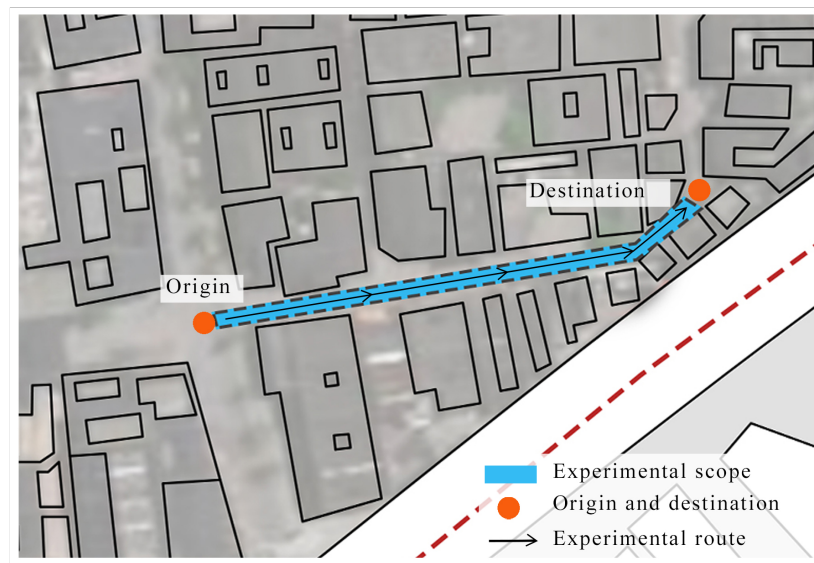 Destination
Origin
Experimental scope
Origin and destination
Experimental route